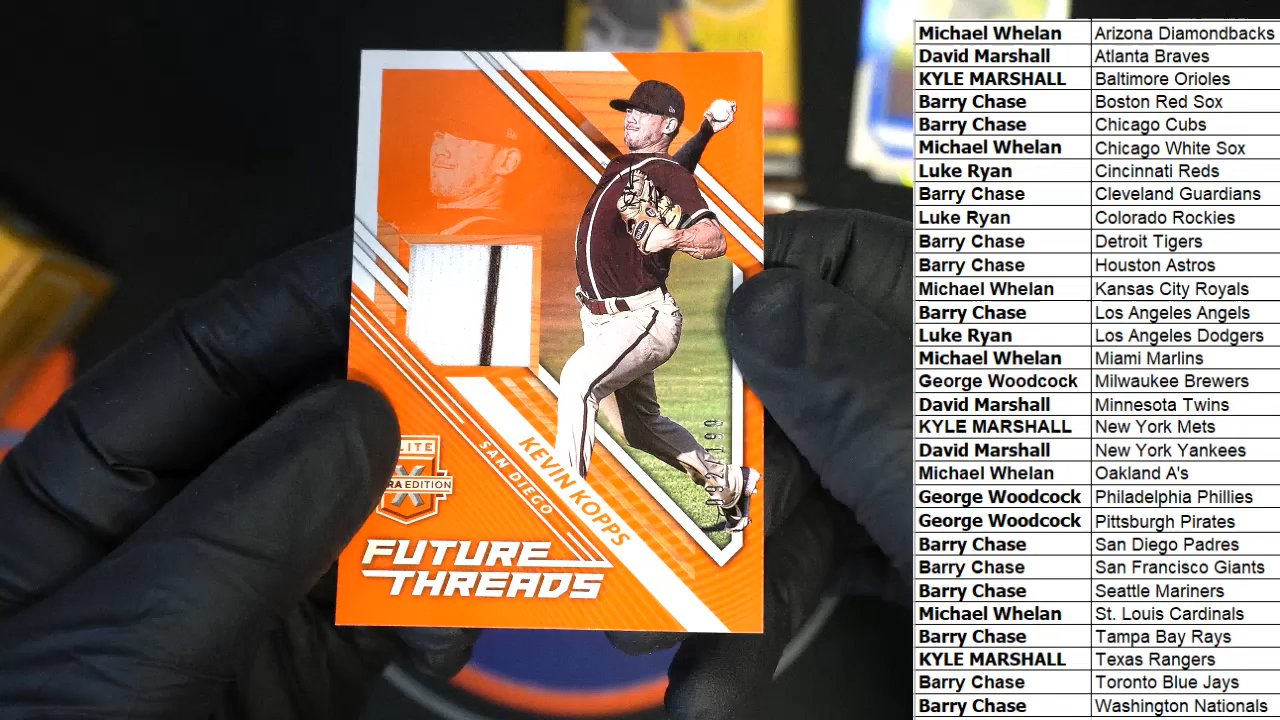 ELITE
X
RA EDITION
KEVIN KOPPS
SAN DIEGO
FUTURE
THREADS
Michael Whelan Arizona Diamondbacks
David Marshall Atlanta Braves
KYLE MARSHALL Baltimore Orioles
Barry Chase Boston Red Sox
Barry Chase Chicago Cubs
Michael Whelan Chicago White Sox
Luke Ryan Cincinnati Reds
Barry Chase Cleveland Guardians
Luke Ryan Colorado Rockies
Barry Chase Detroit Tigers
Barry Chase Houston Astros
Michael Whelan Kansas City Royals
Barry Chase Los Angeles Angels
Luke Ryan Los Angeles Dodgers
Michael Whelan Miami Marlins
George Woodcock Milwaukee Brewers
David Marshall Minnesota Twins
KYLE MARSHALL New York Mets
David Marshall New York Yankees
Michael Whelan Oakland A's
George Woodcock Philadelphia Phillies
George Woodcock Pittsburgh Pirates
Barry Chase San Diego Padres
Barry Chase San Francisco Giants
Barry Chase Seattle Mariners
Michael Whelan St. Louis Cardinals
Barry Chase Tampa Bay Rays
KYLE MARSHALL Texas Rangers
Barry Chase Toronto Blue Jays
Barry Chase Washington Nationals